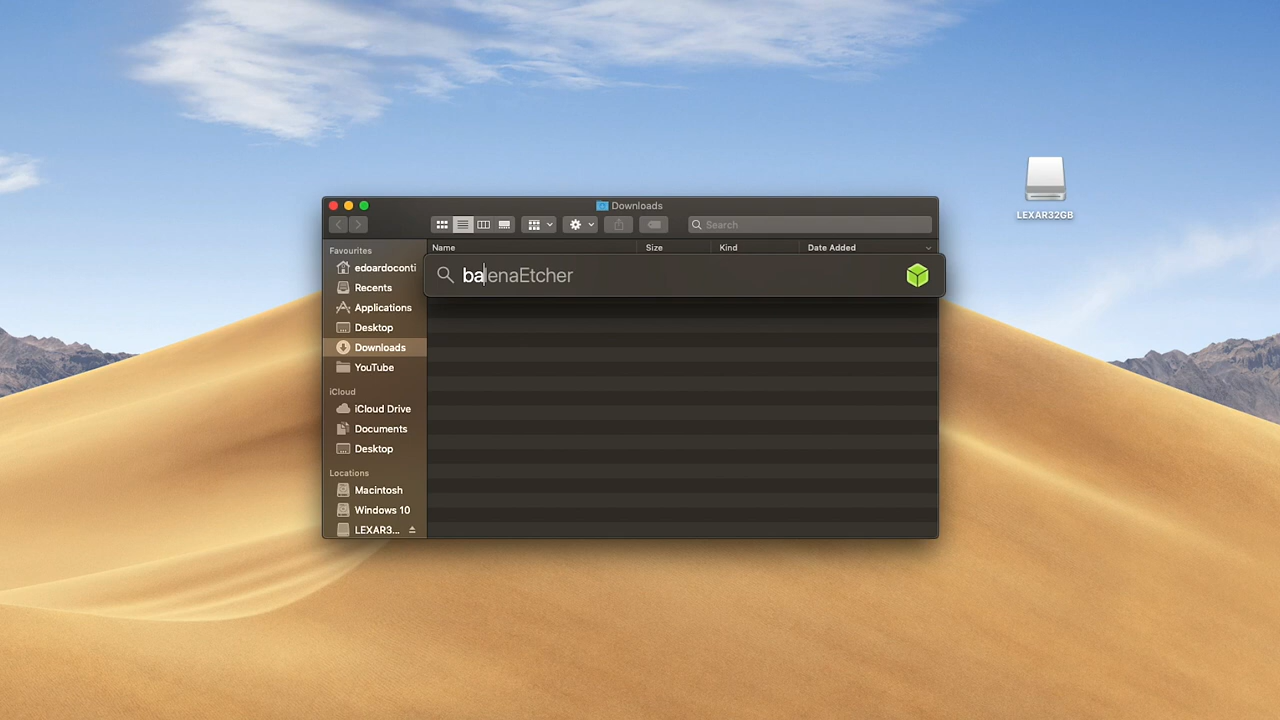 Downloads
Search
Favourites
Name Size Kind Date Added
balenaEtcher
edoardoconti
Recents
Applications
Desktop
Downloads
YouTube
iCloud
iCloud Drive
Documents
Desktop
Locations
Macintosh
Windows 10
LEXAR3...
LEXAR32GB